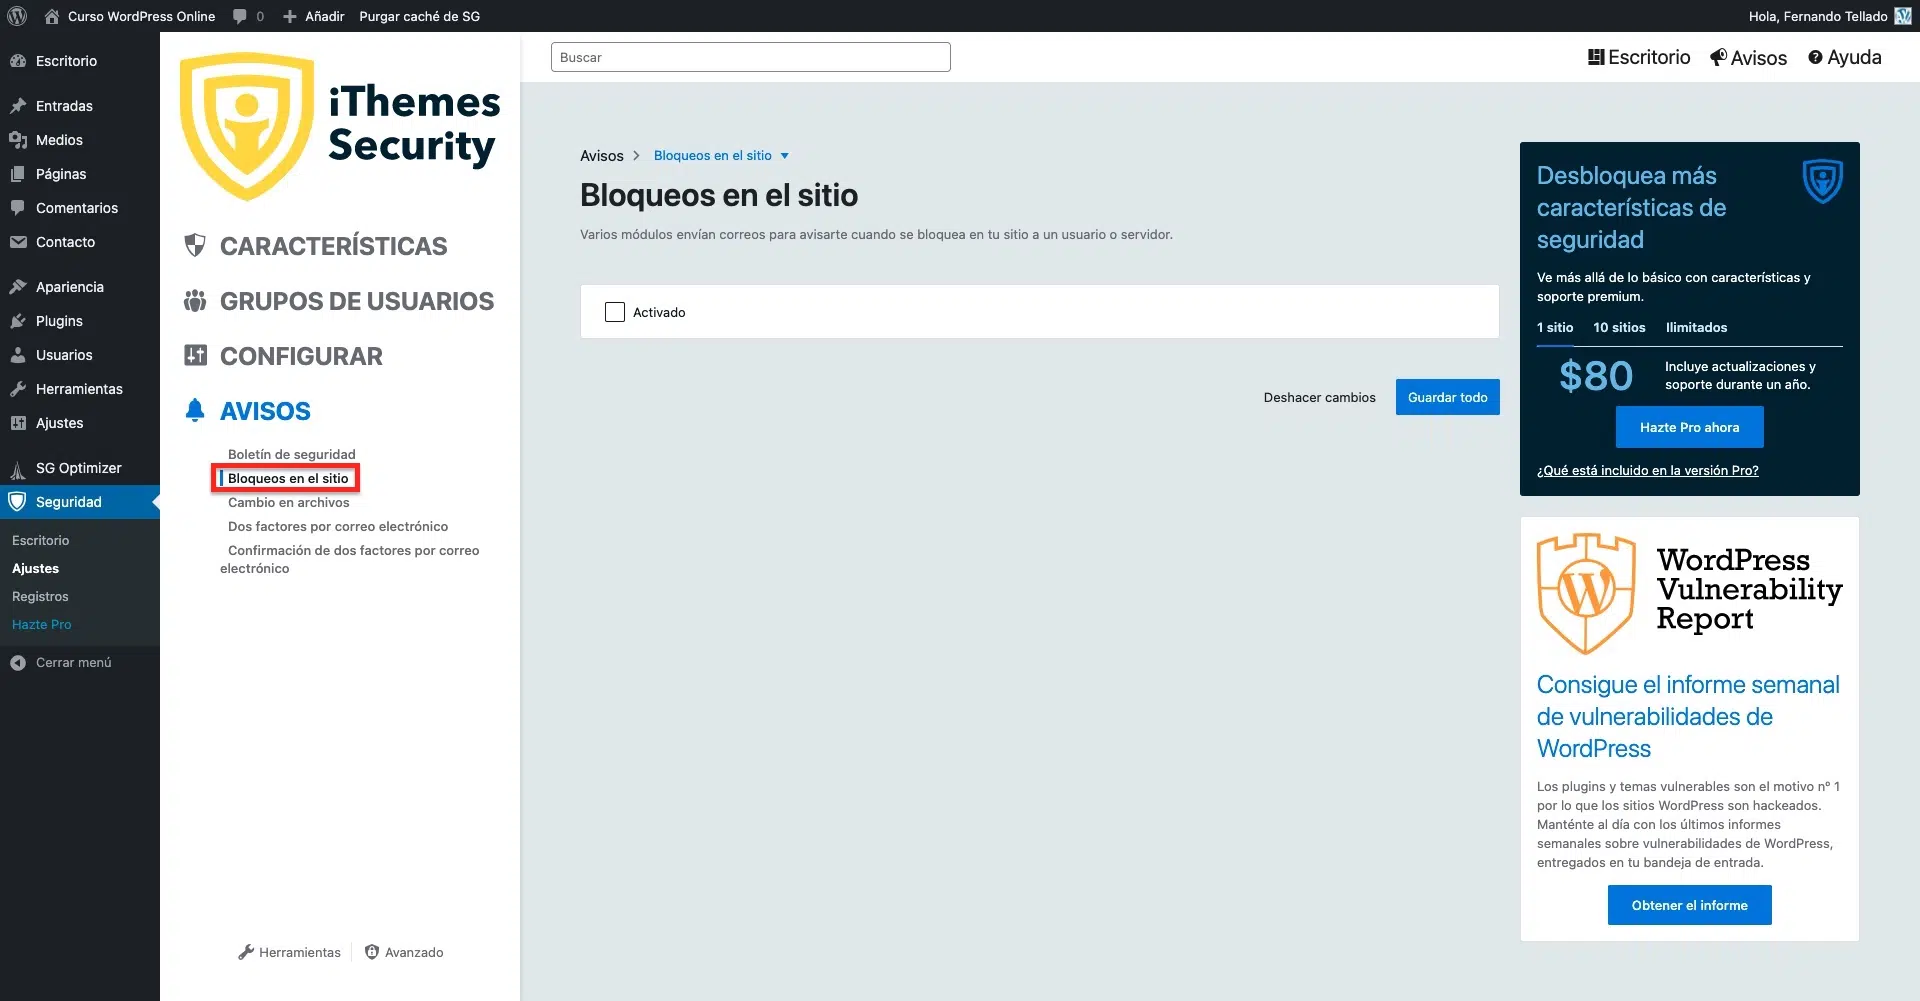 Curso WordPress Online
0
Añadir
Purgar caché de SG
Hola, Fernando Tellado
Escritorio
Entradas
Medios
Páginas
Comentarios
Contacto
Apariencia
Plugins
Usuarios
Herramientas
Ajustes
SG Optimizer
Seguridad
Escritorio
Ajustes
Registros
Hazte Pro
Cerrar menú
iThemes
Security
CARACTERÍSTICAS
GRUPOS DE USUARIOS
CONFIGURAR
AVISOS
Boletín de seguridad
Bloqueos en el sitio
Cambio en archivos
Dos factores por correo electrónico
Confirmación de dos factores por correo
electrónico
Herramientas
Avanzado
Buscar
Escritorio
Avisos
Ayuda
Avisos
Bloqueos en el sitio
Bloqueos en el sitio
Varios módulos envían correos para avisarte cuando se bloquea en tu sitio a un usuario o servidor.
Activado
Deshacer cambios
Guardar todo
Desbloquea más
características de
seguridad
Ve más allá de lo básico con características y
soporte premium.
1 sitio
10 sitios
Ilimitados
$80
Incluye actualizaciones y
soporte durante un año.
Hazte Pro ahora
¿Qué está incluido en la versión Pro?
WordPress
Vulnerability
Report
Consigue el informe semanal
de vulnerabilidades de
WordPress
Los plugins y temas vulnerables son el motivo nº 1
por lo que los sitios WordPress son hackeados.
Manténte al día con los últimos informes
semanales sobre vulnerabilidades de WordPress,
entregados en tu bandeja de entrada.
Obtener el informe